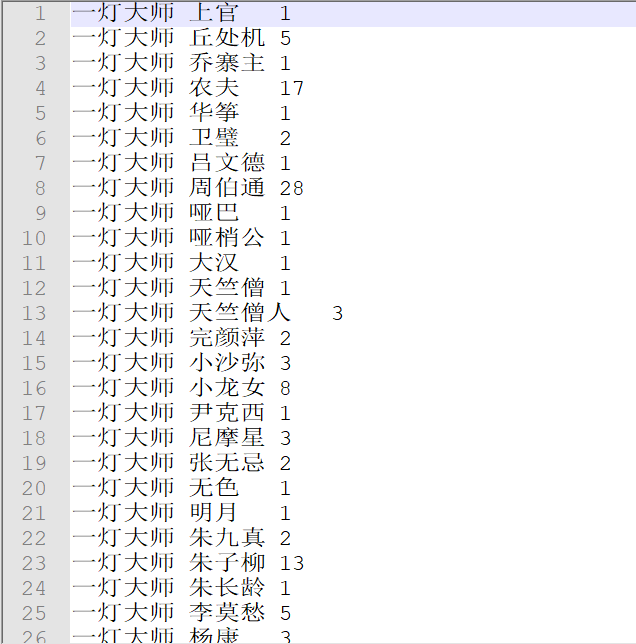 1 一灯大师 上官 1
2 一灯大师 丘处机 5
3 一灯大师 乔寨主 1
4 一灯大师 农夫 17
5 一灯大师 华筝 1
6 一灯大师 卫璧 2
7 一灯大师 吕文德 1
8 一灯大师 周伯通 28
9 一灯大师 哑巴 1
10 一灯大师 哑梢公 1
11 一灯大师 大汉 1
12 一灯大师 天竺僧 1
13 一灯大师 天竺僧人 3
14 一灯大师 完颜萍 2
15 一灯大师 小沙弥 3
16 一灯大师 小龙女 8
17 一灯大师 尹克西 1
18 一灯大师 尼摩星 3
19 一灯大师 张无忌 2
20 一灯大师 无色 1
21 一灯大师 明月 1
22 一灯大师 朱九真 2
23 一灯大师 朱子柳 13
24 一灯大师 朱长龄 1
25 一灯大师 李莫愁 5
26 一灯大师 杨康 3